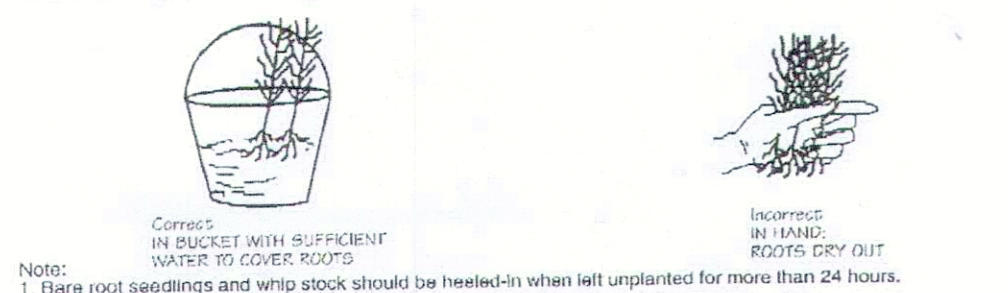 Correct
IN BUCKET WITH SUFFICIENT
WATER TO COVER ROOTS
Incorrect
IN HAND:
ROOTS DRY OUT
Note:
1. Bare root seedlings and whip stock should be heeled-in when left unplanted for more than 24 hours.